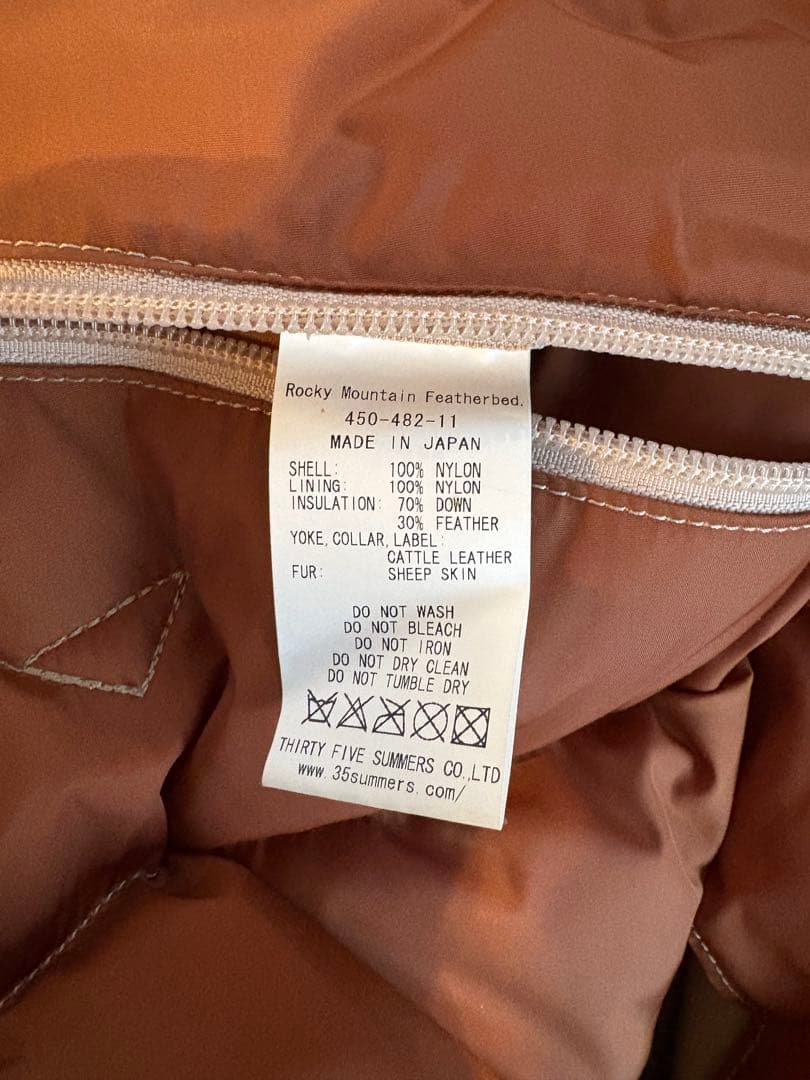 Rocky Mountain Featherbed.
450-482-11
MADE IN JAPAN
SHELL: 100% NYLON
LINING: 100% NYLON
INSULATION: 70% DOWN
30% FEATHER
YOKE, COLLAR, LABEL:
CATTLE LEATHER
FUR: SHEEP SKIN
DO NOT WASH
DO NOT BLEACH
DO NOT IRON
DO NOT DRY CLEAN
DO NOT TUMBLE DRY
THIRTY FIVE SUMMERS CO.,LTD
www.35summers.com/